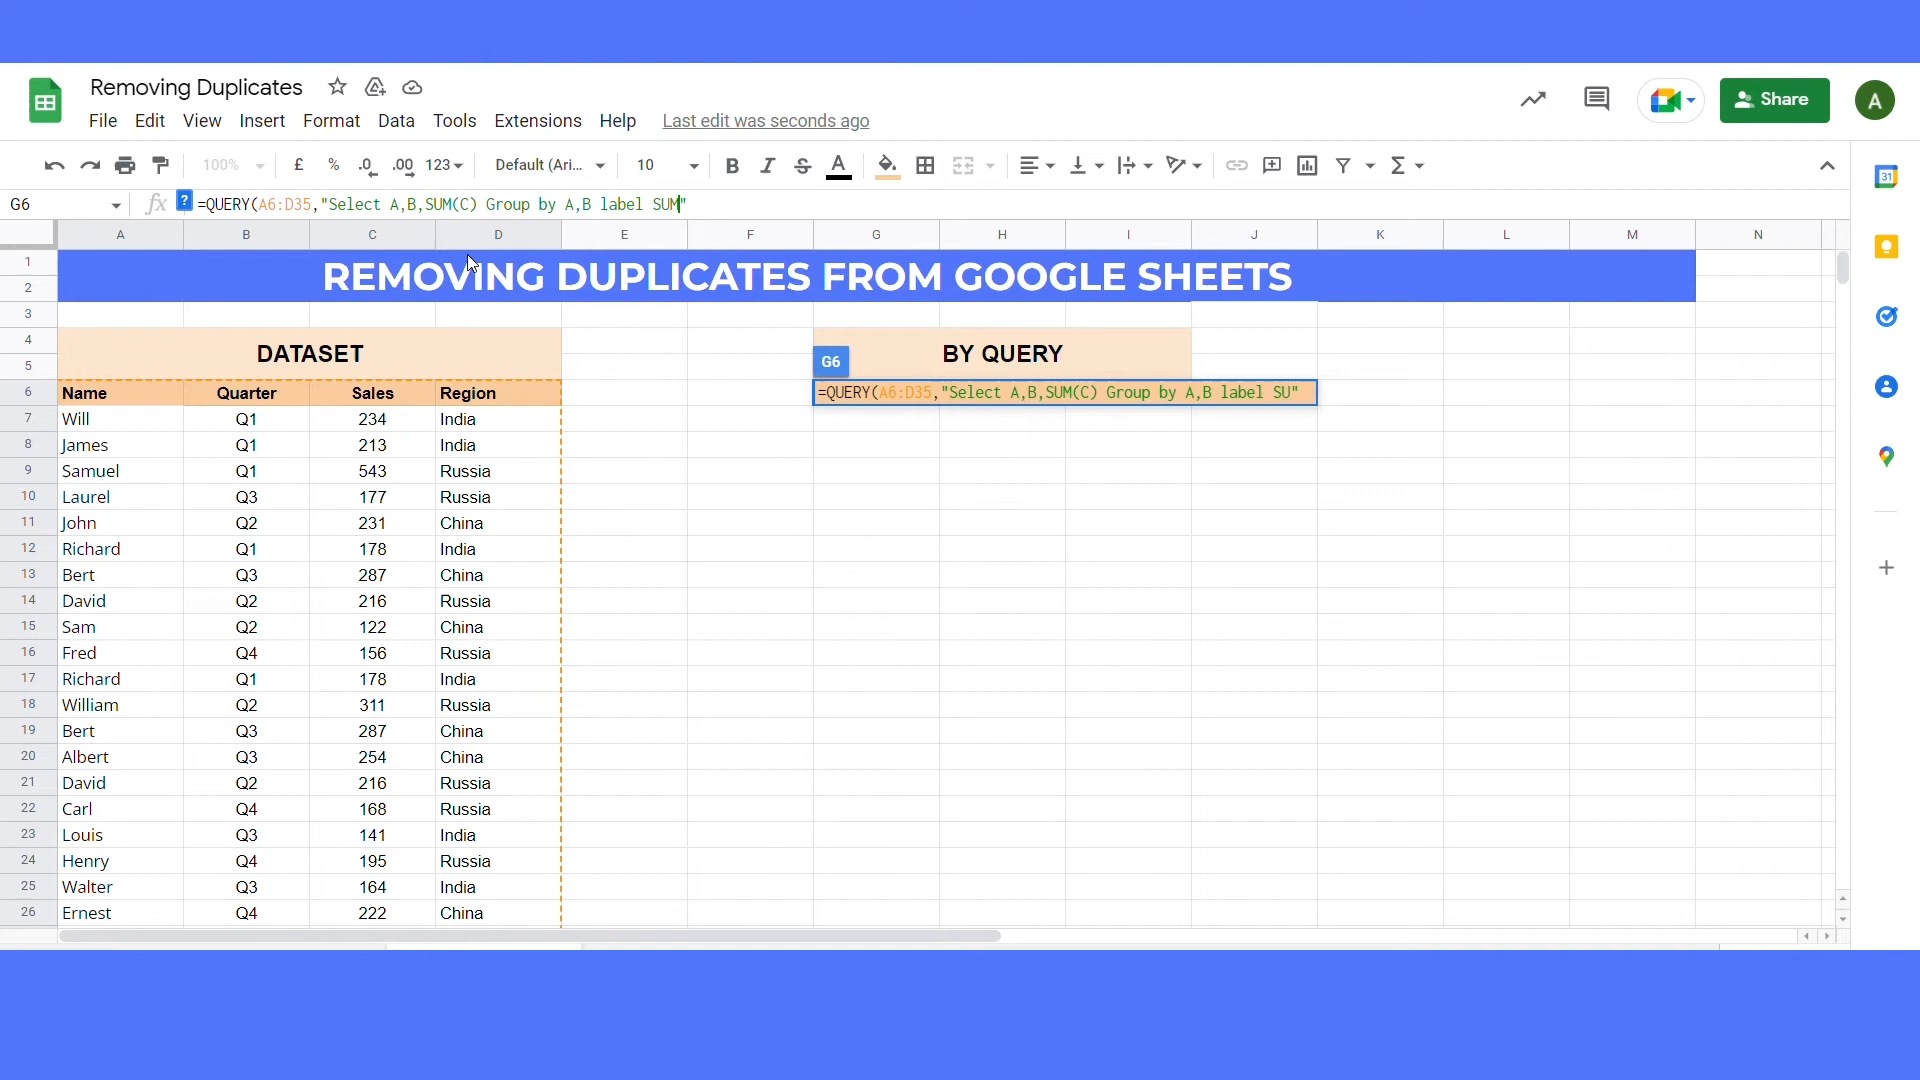 Removing Duplicates
File Edit View Insert Format Data Tools Extensions Help Last edit was seconds ago
Share
A
100% £ % .0 .00 123 Default (Ari... 10 B I S A Σ
31
G6 fx ? =QUERY(A6:D35,"Select A,B,SUM(C) Group by A,B label SUM"
A B C D E F G H I J K L M N
1 REMOVING DUPLICATES FROM GOOGLE SHEETS
2
3
4 DATASET BY QUERY
5 G6
6 Name Quarter Sales Region =QUERY(A6:D35,"Select A,B,SUM(C) Group by A,B label SU"
7 Will Q1 234 India
8 James Q1 213 India
9 Samuel Q1 543 Russia
10 Laurel Q3 177 Russia
11 John Q2 231 China
12 Richard Q1 178 India
13 Bert Q3 287 China
14 David Q2 216 Russia
15 Sam Q2 122 China
16 Fred Q4 156 Russia
17 Richard Q1 178 India
18 William Q2 311 Russia
19 Bert Q3 287 China
20 Albert Q3 254 China
21 David Q2 216 Russia
22 Carl Q4 168 Russia
23 Louis Q3 141 India
24 Henry Q4 195 Russia
25 Walter Q3 164 India
26 Ernest Q4 222 China